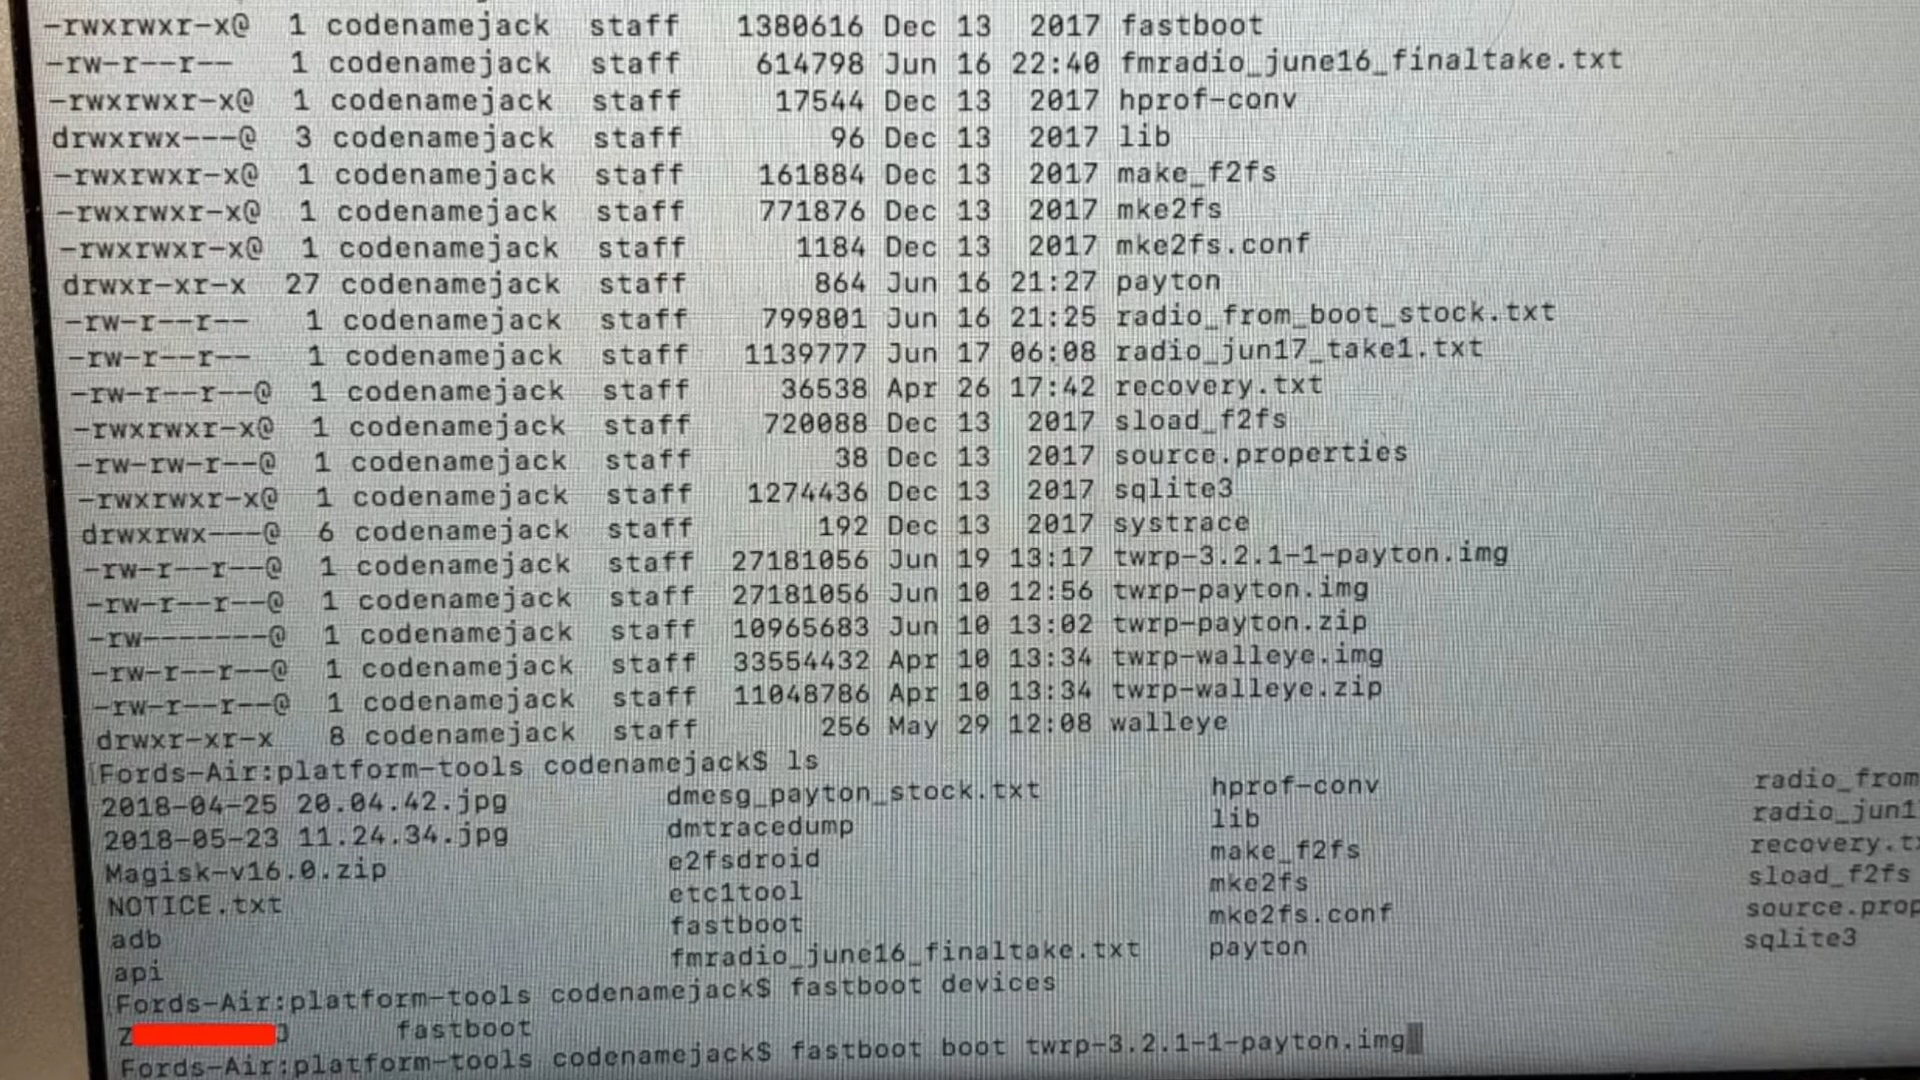 -rwxrwxr-x@ 1 codenamejack staff 1380616 Dec 13 2017 fastboot
-rw-r--r-- 1 codenamejack staff 614798 Jun 16 22:40 fmradio_june16_finaltake.txt
-rwxrwxr-x@ 1 codenamejack staff 17544 Dec 13 2017 hprof-conv
drwxrwx---@ 3 codenamejack staff 96 Dec 13 2017 lib
-rwxrwxr-x@ 1 codenamejack staff 161884 Dec 13 2017 make_f2fs
-rwxrwxr-x@ 1 codenamejack staff 771876 Dec 13 2017 mke2fs
-rwxrwxr-x@ 1 codenamejack staff 1184 Dec 13 2017 mke2fs.conf
drwxr-xr-x 27 codenamejack staff 864 Jun 16 21:27 payton
-rw-r--r-- 1 codenamejack staff 799801 Jun 16 21:25 radio_from_boot_stock.txt
-rw-r--r-- 1 codenamejack staff 1139777 Jun 17 06:08 radio_jun17_take1.txt
-rw-r--r--@ 1 codenamejack staff 36538 Apr 26 17:42 recovery.txt
-rwxrwxr-x@ 1 codenamejack staff 720088 Dec 13 2017 sload_f2fs
-rw-rw-r--@ 1 codenamejack staff 38 Dec 13 2017 source.properties
-rwxrwxr-x@ 1 codenamejack staff 1274436 Dec 13 2017 sqlite3
drwxrwx---@ 6 codenamejack staff 192 Dec 13 2017 systrace
-rw-r--r--@ 1 codenamejack staff 27181056 Jun 19 13:17 twrp-3.2.1-1-payton.img
-rw-r--r--@ 1 codenamejack staff 27181056 Jun 10 12:56 twrp-payton.img
-rw-------@ 1 codenamejack staff 10965683 Jun 10 13:02 twrp-payton.zip
-rw-r--r--@ 1 codenamejack staff 33554432 Apr 10 13:34 twrp-walleye.img
-rw-r--r--@ 1 codenamejack staff 11048786 Apr 10 13:34 twrp-walleye.zip
drwxr-xr-x 8 codenamejack staff 256 May 29 12:08 walleye
Fords-Air:platform-tools codenamejack$ ls
2018-04-25 20.04.42.jpg dmesg_payton_stock.txt hprof-conv radio_from
2018-05-23 11.24.34.jpg dmtracedump lib radio_jun1
Magisk-v16.0.zip e2fsdroid make_f2fs recovery.tx
NOTICE.txt etc1tool mke2fs sload_f2fs
adb fastboot mke2fs.conf source.prop
api fmradio_june16_finaltake.txt payton sqlite3
Fords-Air:platform-tools codenamejack$ fastboot devices
Z fastboot
Fords-Air:platform-tools codenamejack$ fastboot boot twrp-3.2.1-1-payton.img